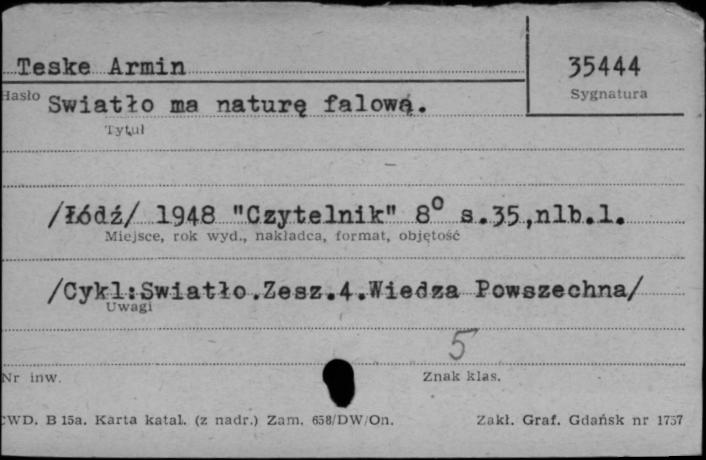 Teske Armin
35444
Hasło
Sygnatura
Swiatło ma naturę falową.
Tytuł
/Łódź/ 1948 "Czytelnik" 8° s.35,nlb.1.
Miejsce, rok wyd., nakładca, format, objętość
/Cykl:Swiatło.Zesz.4.Wiedza Powszechna/
Uwagi
5
Nr inw.
Znak klas.
CWD. B 15a. Karta katal. (z nadr.) Zam. 658/DW/On.
Zakł. Graf. Gdańsk nr 1757